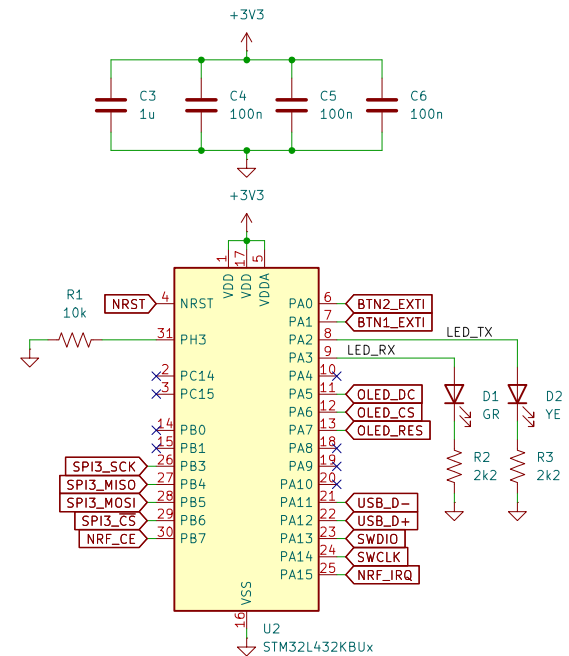 +3V3
C3 C4 C5 C6
1u 100n 100n 100n
+3V3
1 17 5
VDD VDD VDDA
R1
10k
NRST 4 NRST
31 PH3
2 PC14
3 PC15
14 PB0
15 PB1
SPI3_SCK 26 PB3
SPI3_MISO 27 PB4
SPI3_MOSI 28 PB5
SPI3_CS 29 PB6
NRF_CE 30 PB7
PA0 6 BTN2_EXTI
PA1 7 BTN1_EXTI
PA2 8 LED_TX
PA3 9 LED_RX
PA4 10
PA5 11 OLED_DC
PA6 12 OLED_CS
PA7 13 OLED_RES
PA8 18
PA9 19
PA10 20
PA11 21 USB_D-
PA12 22 USB_D+
PA13 23 SWDIO
PA14 24 SWCLK
PA15 25 NRF_IRQ
D1 D2
GR YE
R2 R3
2k2 2k2
VSS
16
U2
STM32L432KBUx